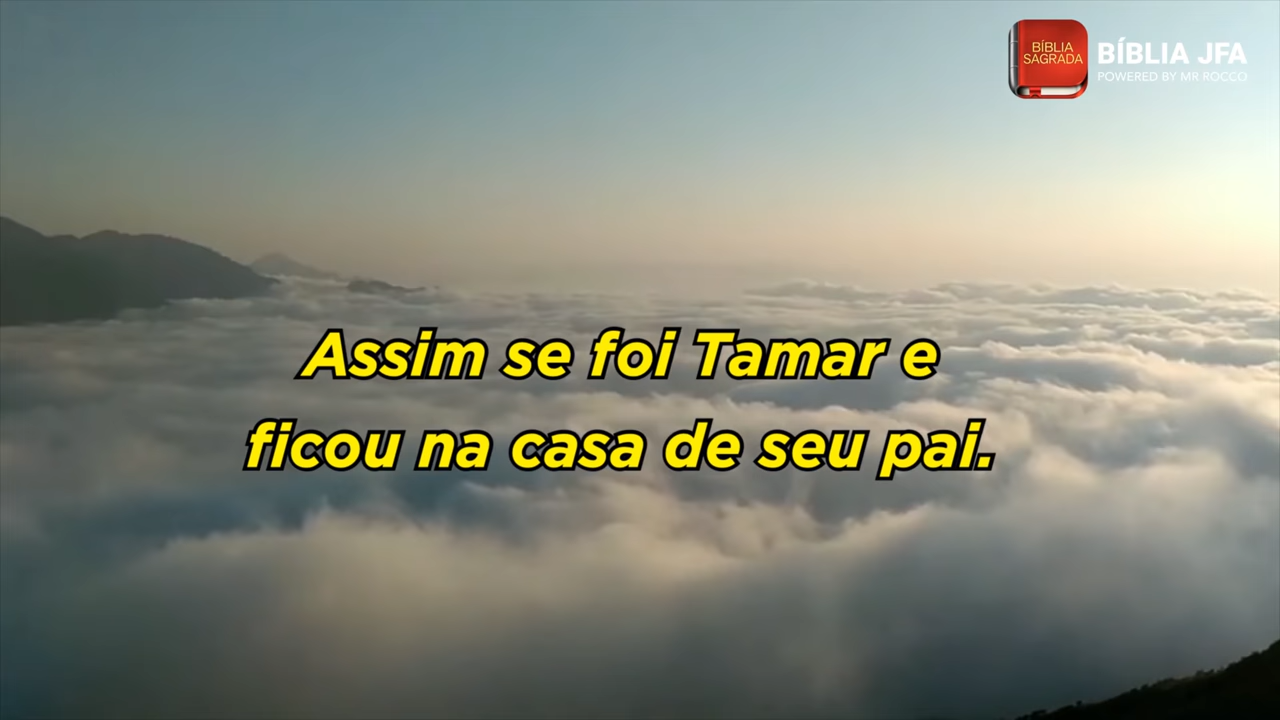 BÍBLIA
SAGRADA
BÍBLIA JFA
POWERED BY MR ROCCO
Assim se foi Tamar e
ficou na casa de seu pai.